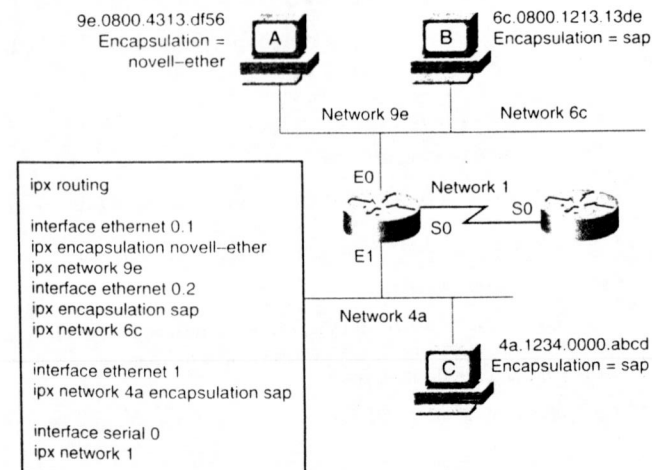 9e.0800.4313.df56
Encapsulation =
novell–ether
A
B
6c.0800.1213.13de
Encapsulation = sap
Network 9e
Network 6c
E0
Network 1
S0
S0
E1
Network 4a
4a.1234.0000.abcd
Encapsulation = sap
C
ipx routing
interface ethernet 0.1
ipx encapsulation novell–ether
ipx network 9e
interface ethernet 0.2
ipx encapsulation sap
ipx network 6c
interface ethernet 1
ipx network 4a encapsulation sap
interface serial 0
ipx network 1